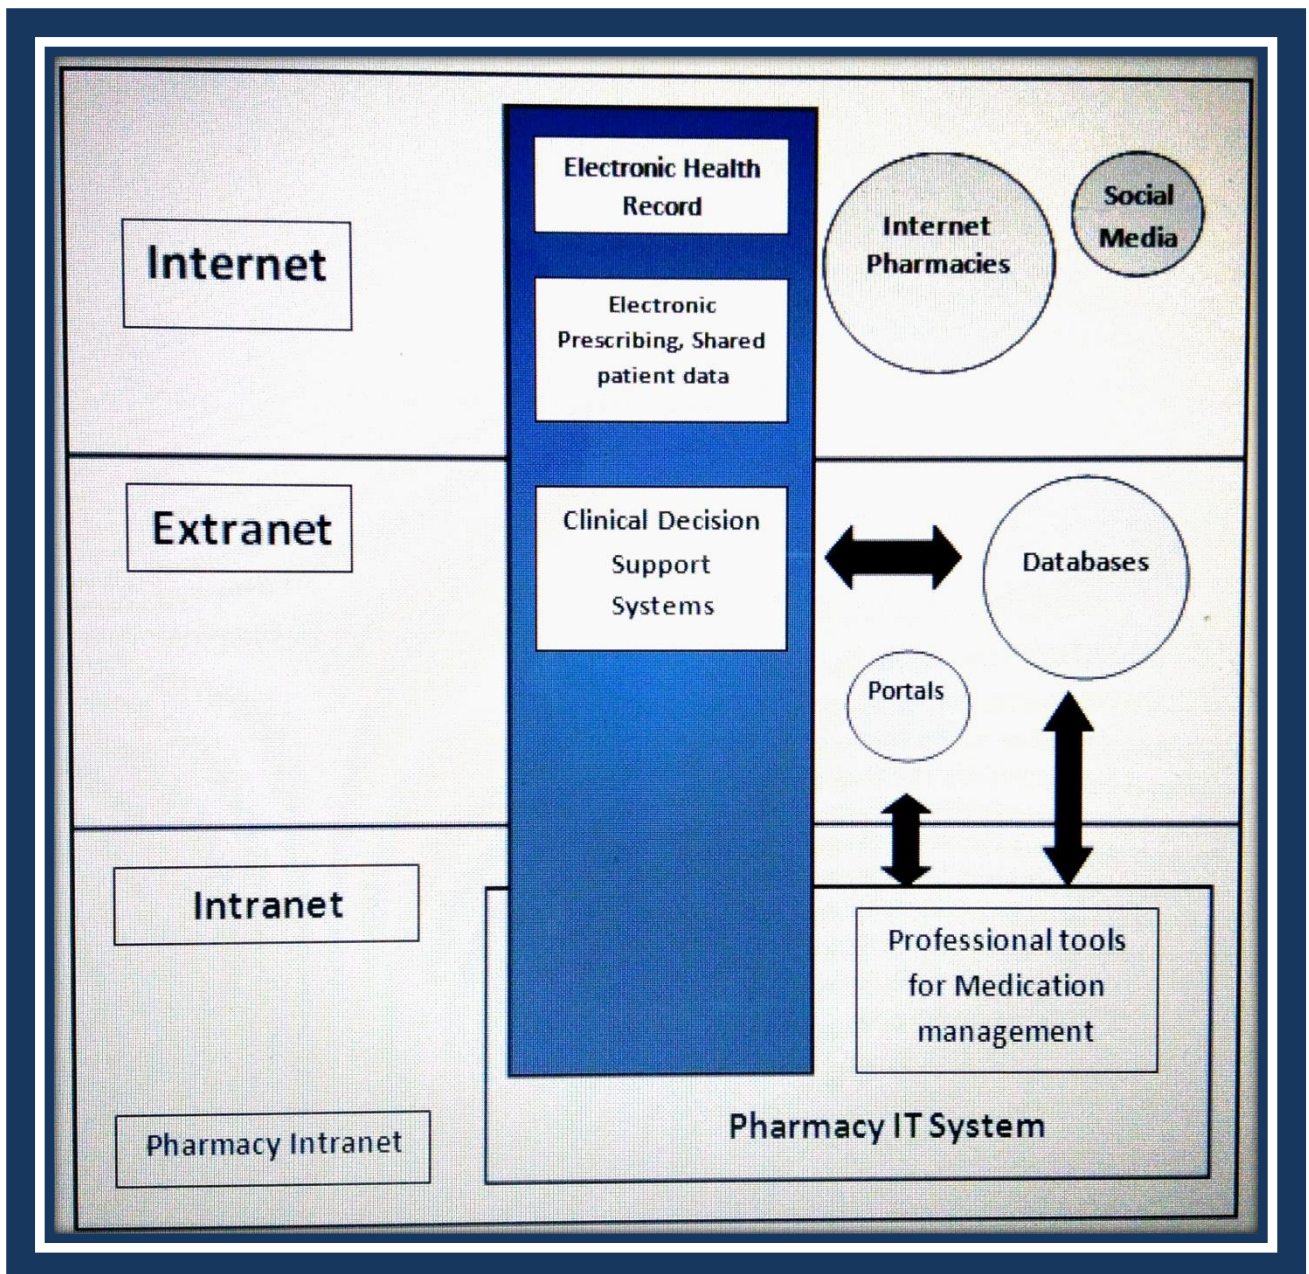 Internet
Electronic Health
Record
Electronic
Prescribing, Shared
patient data
Internet
Pharmacies
Social
Media
Extranet
Clinical Decision
Support
Systems
Databases
Portals
Intranet
Professional tools
for Medication
management
Pharmacy IT System
Pharmacy Intranet